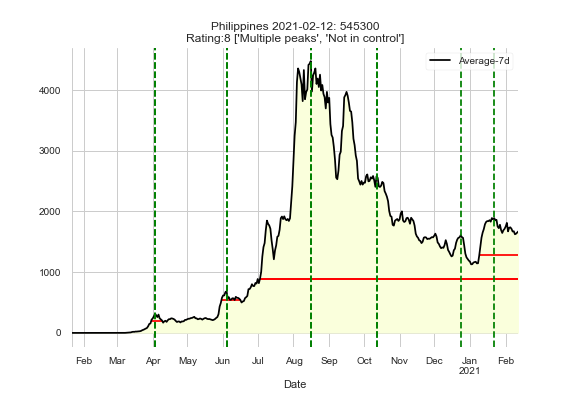 Philippines 2021-02-12: 545300
Rating:8 ['Multiple peaks', 'Not in control']
Average-7d
4000
3000
2000
1000
0
Feb Mar Apr May Jun Jul Aug Sep Oct Nov Dec Jan Feb
2021
Date